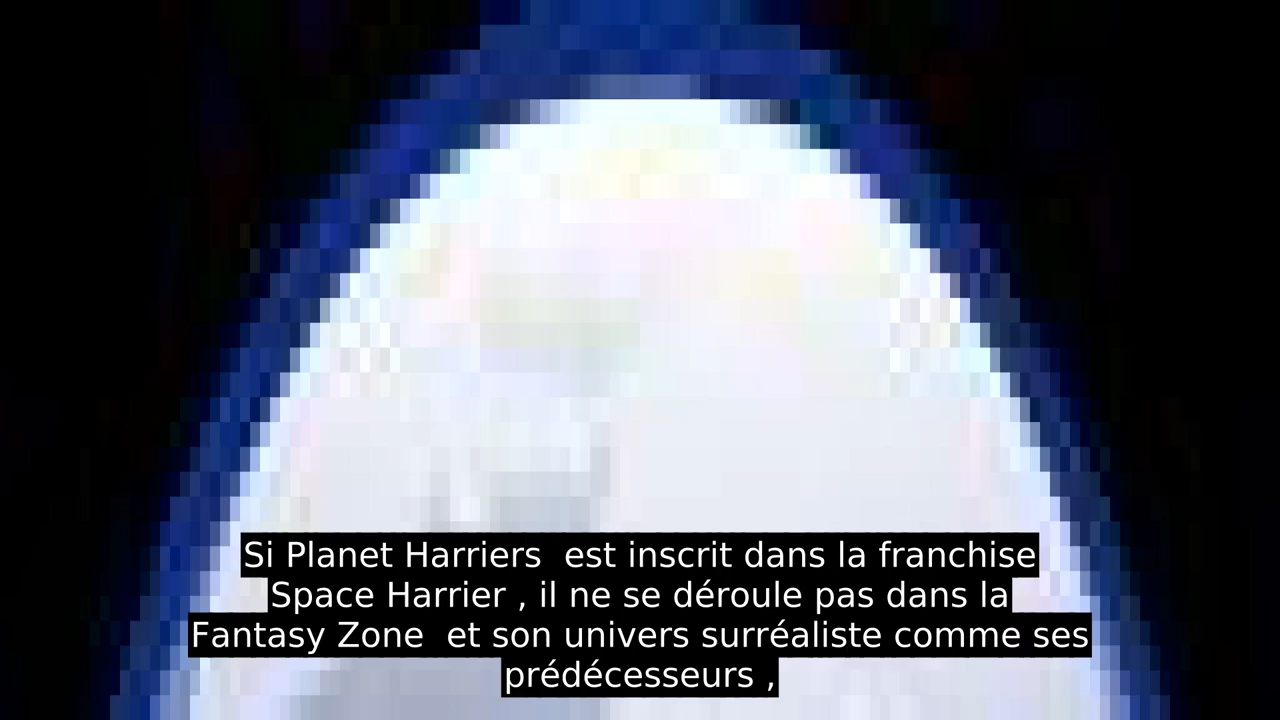 Si Planet Harriers  est inscrit dans la franchise
Space Harrier , il ne se déroule pas dans la
Fantasy Zone  et son univers surréaliste comme ses
prédécesseurs ,